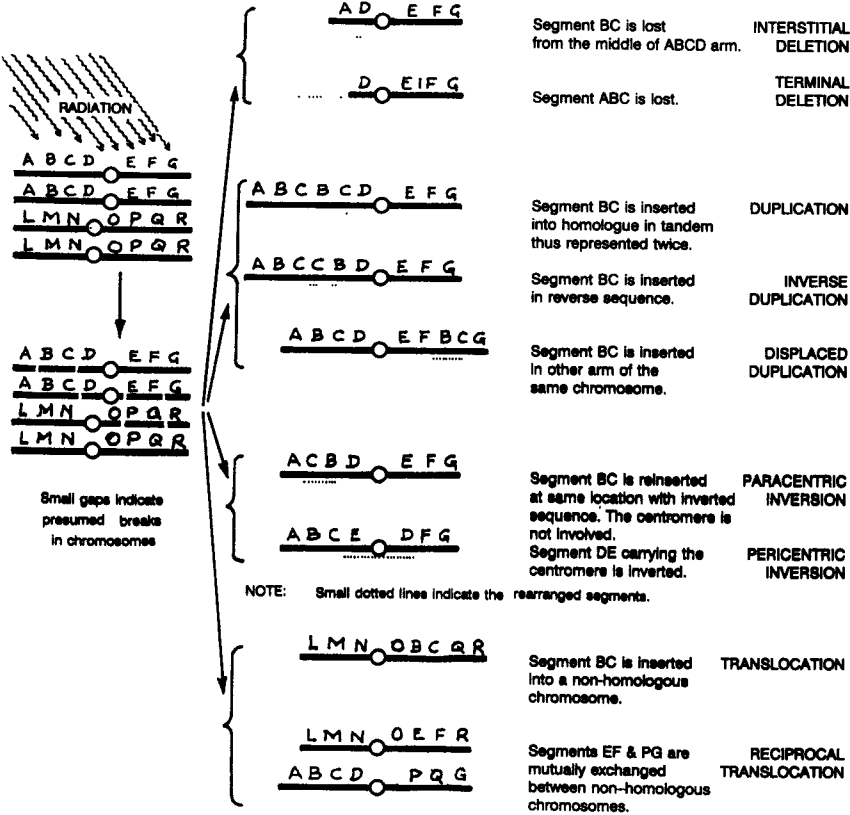 RADIATION
A B C D E F G
A B C D E F G
L M N O P Q R
L M N O P Q R
A B C D E F G
A B C D E F G
L M N O P Q R
L M N O P Q R
Small gaps indicate
presumed breaks
in chromosomes
A D E F G
Segment BC is lost
from the middle of ABCD arm.
INTERSTITIAL
DELETION
D E I F G
Segment ABC is lost.
TERMINAL
DELETION
A B C B C D E F G
Segment BC is inserted
into homologue in tandem
thus represented twice.
DUPLICATION
A B C C B D E F G
Segment BC is inserted
in reverse sequence.
INVERSE
DUPLICATION
A B C D E F B C G
Segment BC is inserted
in other arm of the
same chromosome.
DISPLACED
DUPLICATION
A C B D E F G
Segment BC is reinserted
at same location with inverted
sequence. The centromere is
not involved.
PARACENTRIC
INVERSION
A B C E D F G
Segment DE carrying the
centromere is inverted.
PERICENTRIC
INVERSION
NOTE: Small dotted lines indicate the rearranged segments.
L M N O B C Q R
Segment BC is inserted
into a non-homologous
chromosome.
TRANSLOCATION
L M N O E F R
A B C D P Q G
Segments EF & PG are
mutually exchanged
between non-homologous
chromosomes.
RECIPROCAL
TRANSLOCATION